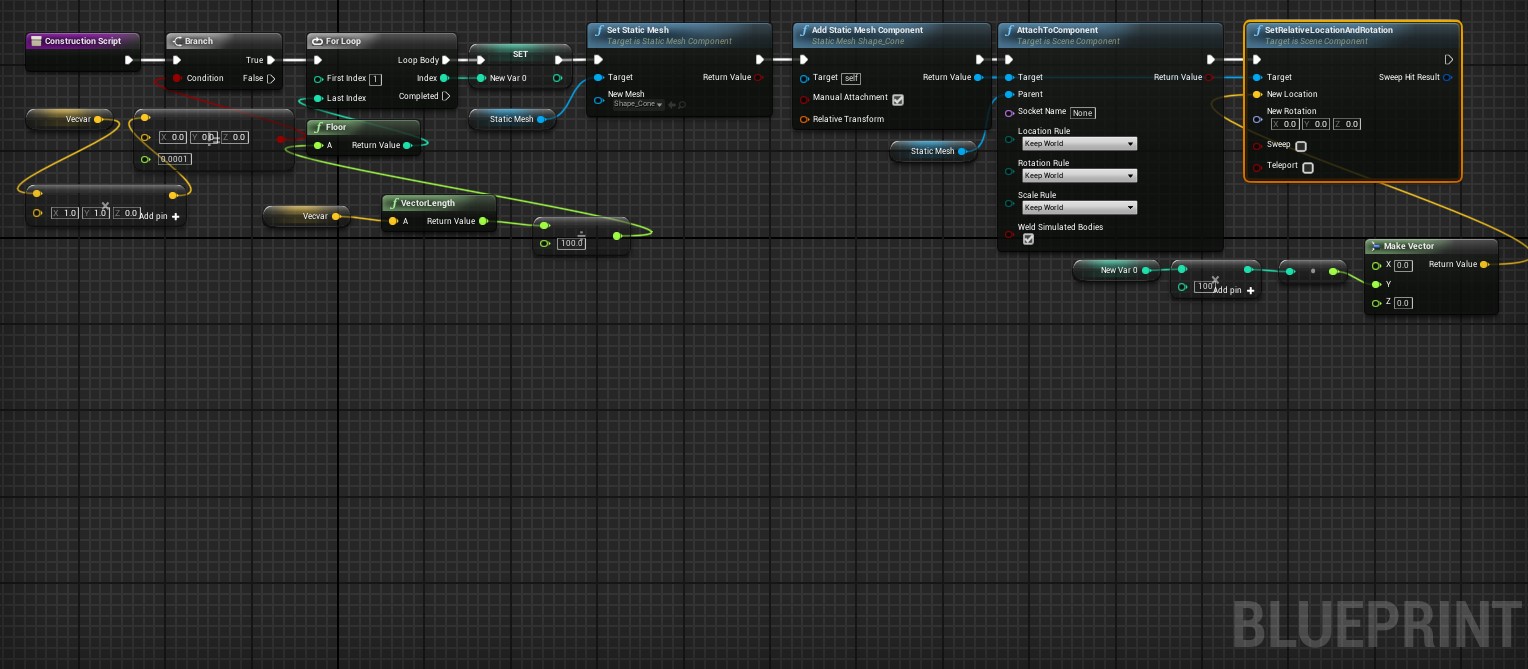 Construction Script
Branch
Condition
True
False
For Loop
First Index 1
Last Index
Loop Body
Index
Completed
SET
New Var 0
Static Mesh
Set Static Mesh
Target is Static Mesh Component
Target
New Mesh
Shape_Cone
Return Value
Add Static Mesh Component
Static Mesh Shape_Cone
Target self
Manual Attachment
Relative Transform
Return Value
Static Mesh
AttachToComponent
Target is Scene Component
Target
Parent
Socket Name None
Location Rule
Keep World
Rotation Rule
Keep World
Scale Rule
Keep World
Weld Simulated Bodies
Return Value
SetRelativeLocationAndRotation
Target is Scene Component
Target
New Location
New Rotation
X 0.0 Y 0.0 Z 0.0
Sweep
Teleport
Sweep Hit Result
Vecvar
X 0.0 Y 0.0 Z 0.0
!=
0.0001
X 1.0 Y 1.0 Z 0.0
×
Add pin +
Floor
A
Return Value
Vecvar
VectorLength
A
Return Value
÷
100.0
New Var 0
100
×
Add pin +
Make Vector
X 0.0
Y
Z 0.0
Return Value
BLUEPRINT